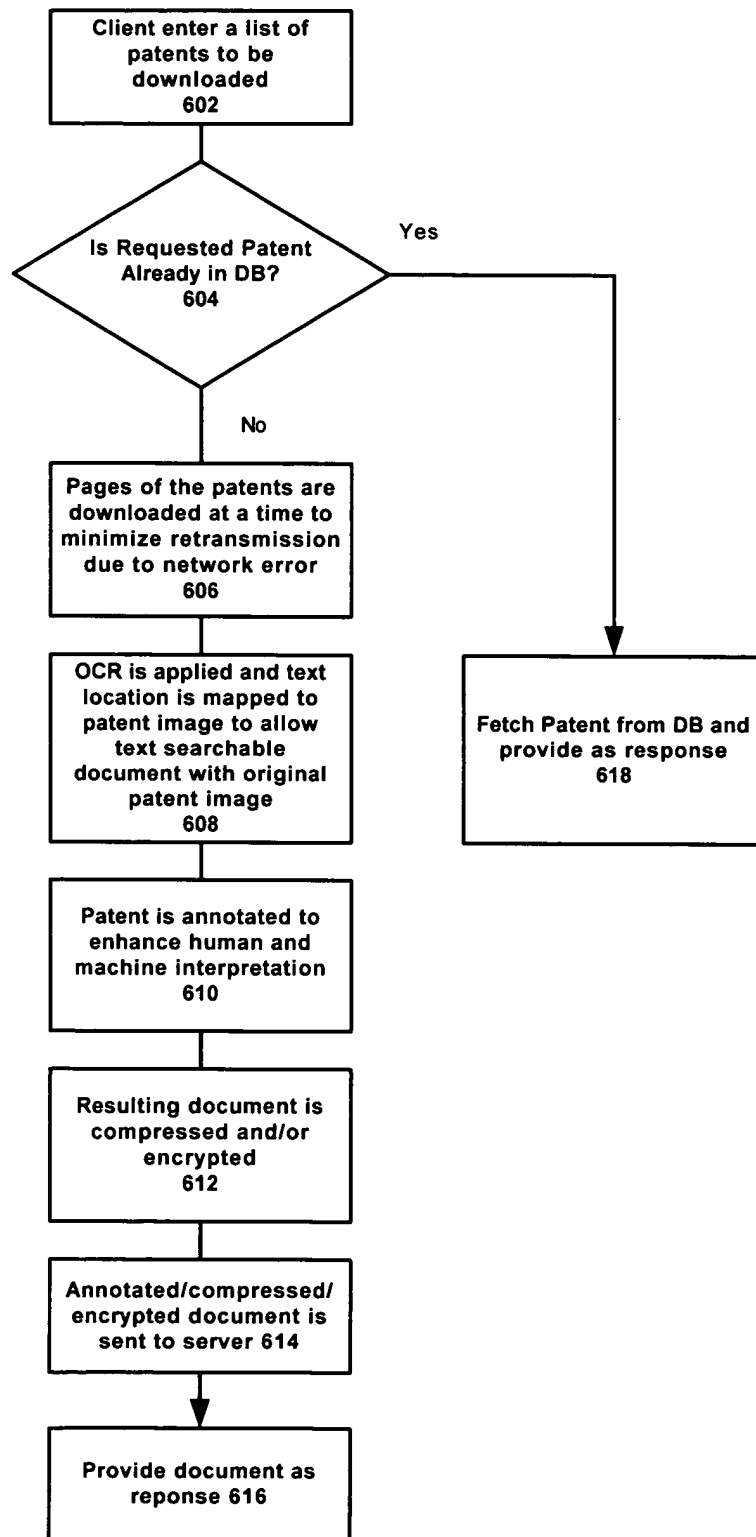 Client enter a list of
patents to be
downloaded
602
Is Requested Patent
Already in DB?
604
Yes
No
Pages of the patents are
downloaded at a time to
minimize retransmission
due to network error
606
OCR is applied and text
location is mapped to
patent image to allow
text searchable
document with original
patent image
608
Fetch Patent from DB and
provide as response
618
Patent is annotated to
enhance human and
machine interpretation
610
Resulting document is
compressed and/or
encrypted
612
Annotated/compressed/
encrypted document is
sent to server 614
Provide document as
reponse 616